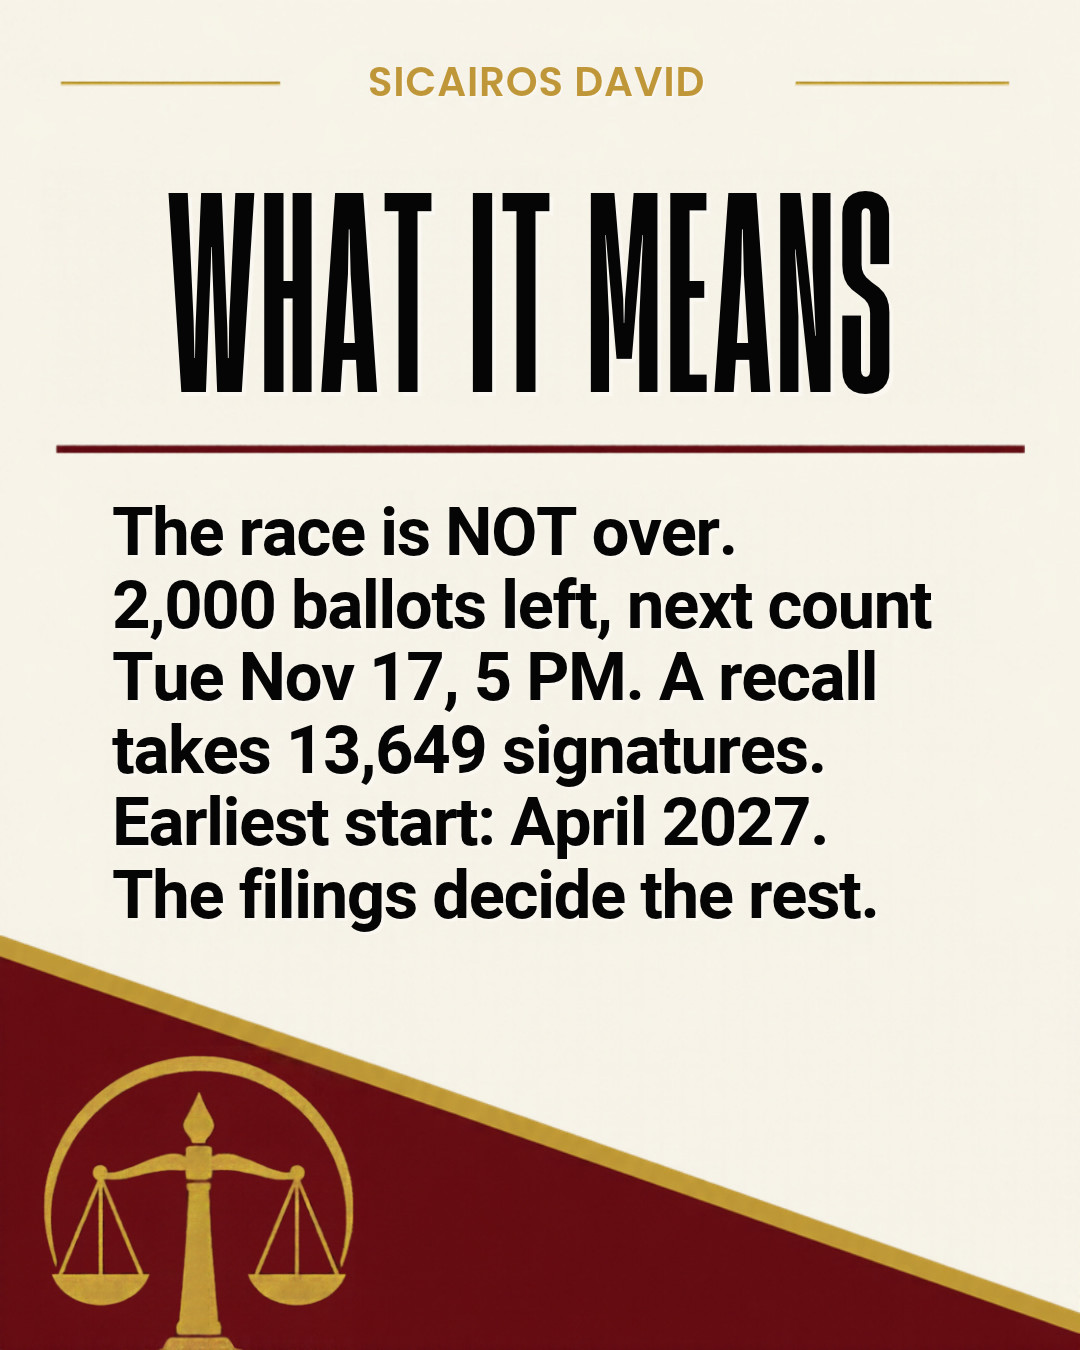 SICAIROS DAVID
WHAT IT MEANS
The race is NOT over.
2,000 ballots left, next count
Tue Nov 17, 5 PM. A recall
takes 13,649 signatures.
Earliest start: April 2027.
The filings decide the rest.